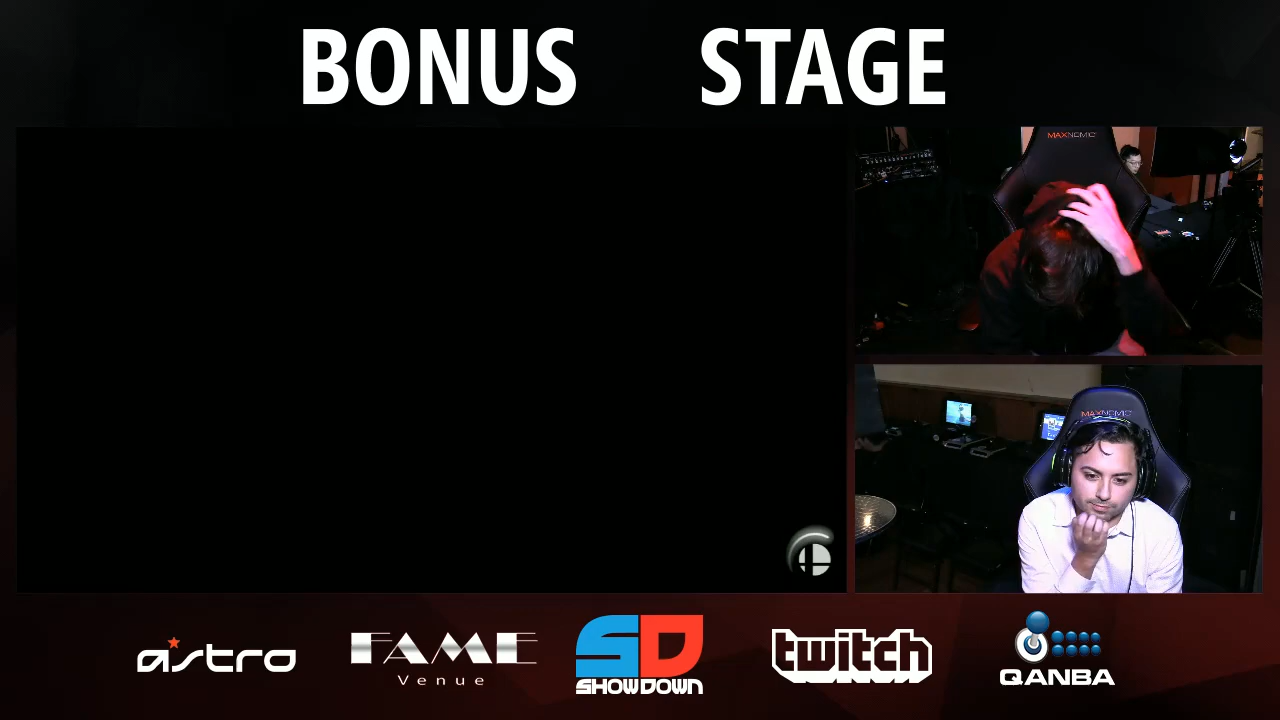 BONUS STAGE
MAXNOMIC
MAXNOMIC
astro
FAME
Venue
SD
SHOWDOWN
twitch
QANBA